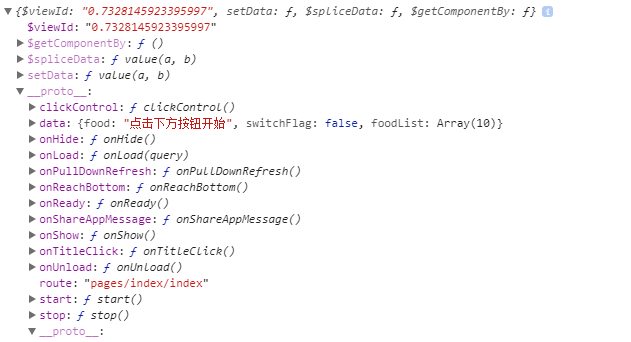 {$viewId: "0.7328145923395997", setData: ƒ, $spliceData: ƒ, $getComponentBy: ƒ} i
$viewId: "0.7328145923395997"
$getComponentBy: ƒ ()
$spliceData: ƒ value(a, b)
setData: ƒ value(a, b)
__proto__:
clickControl: ƒ clickControl()
data: {food: "点击下方按钮开始", switchFlag: false, foodList: Array(10)}
onHide: ƒ onHide()
onLoad: ƒ onLoad(query)
onPullDownRefresh: ƒ onPullDownRefresh()
onReachBottom: ƒ onReachBottom()
onReady: ƒ onReady()
onShareAppMessage: ƒ onShareAppMessage()
onShow: ƒ onShow()
onTitleClick: ƒ onTitleClick()
onUnload: ƒ onUnload()
route: "pages/index/index"
start: ƒ start()
stop: ƒ stop()
__proto__: